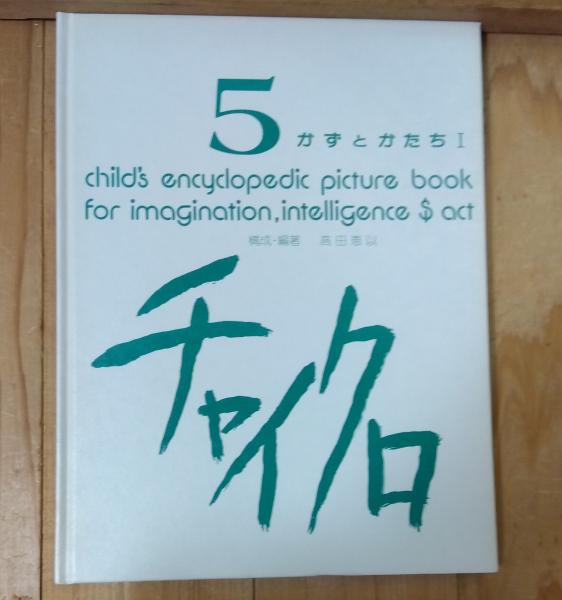 5 かずとかたち I
child's encyclopedic picture book
for imagination, intelligence $ act
構成・編著 高田恵以
チャイクロ